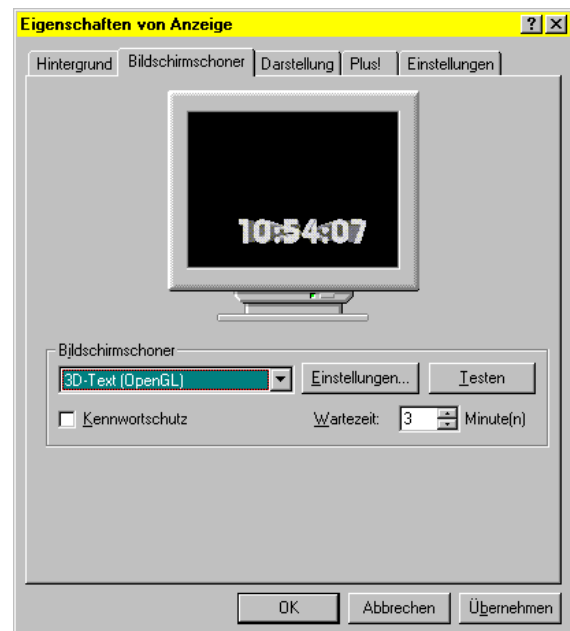 Eigenschaften von Anzeige
Hintergrund Bildschirmschoner Darstellung Plus! Einstellungen
10:54:07
Bildschirmschoner
3D-Text (OpenGL) Einstellungen... Testen
Kennwortschutz Wartezeit: 3 Minute(n)
OK Abbrechen Übernehmen